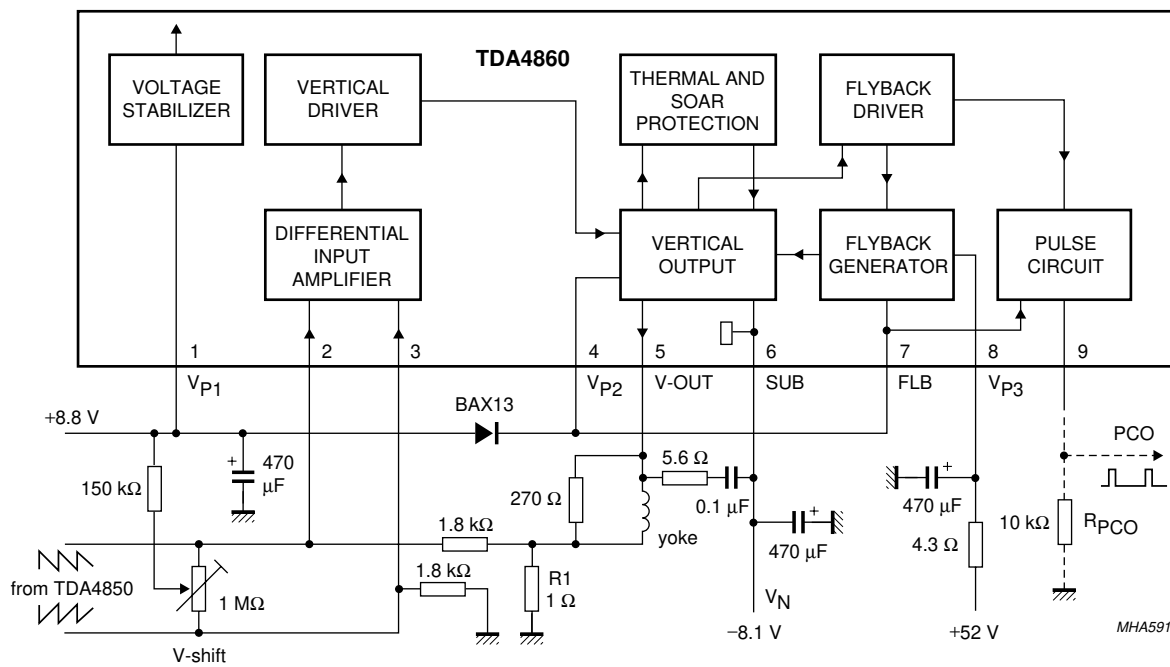 TDA4860
VOLTAGE
STABILIZER
VERTICAL
DRIVER
THERMAL AND
SOAR
PROTECTION
FLYBACK
DRIVER
DIFFERENTIAL
INPUT
AMPLIFIER
VERTICAL
OUTPUT
FLYBACK
GENERATOR
PULSE
CIRCUIT
1 2 3 4 5 6 7 8 9
VP1 VP2 V-OUT SUB FLB VP3
+8.8 V
BAX13
PCO
150 kΩ
+ 470
μF
270 Ω
5.6 Ω
0.1 μF
+
470 μF
4.3 Ω
10 kΩ
RPCO
1.8 kΩ
yoke
+
470 μF
from TDA4850
1 MΩ
1.8 kΩ
R1
1 Ω
VN
−8.1 V
+52 V
V-shift
MHA591